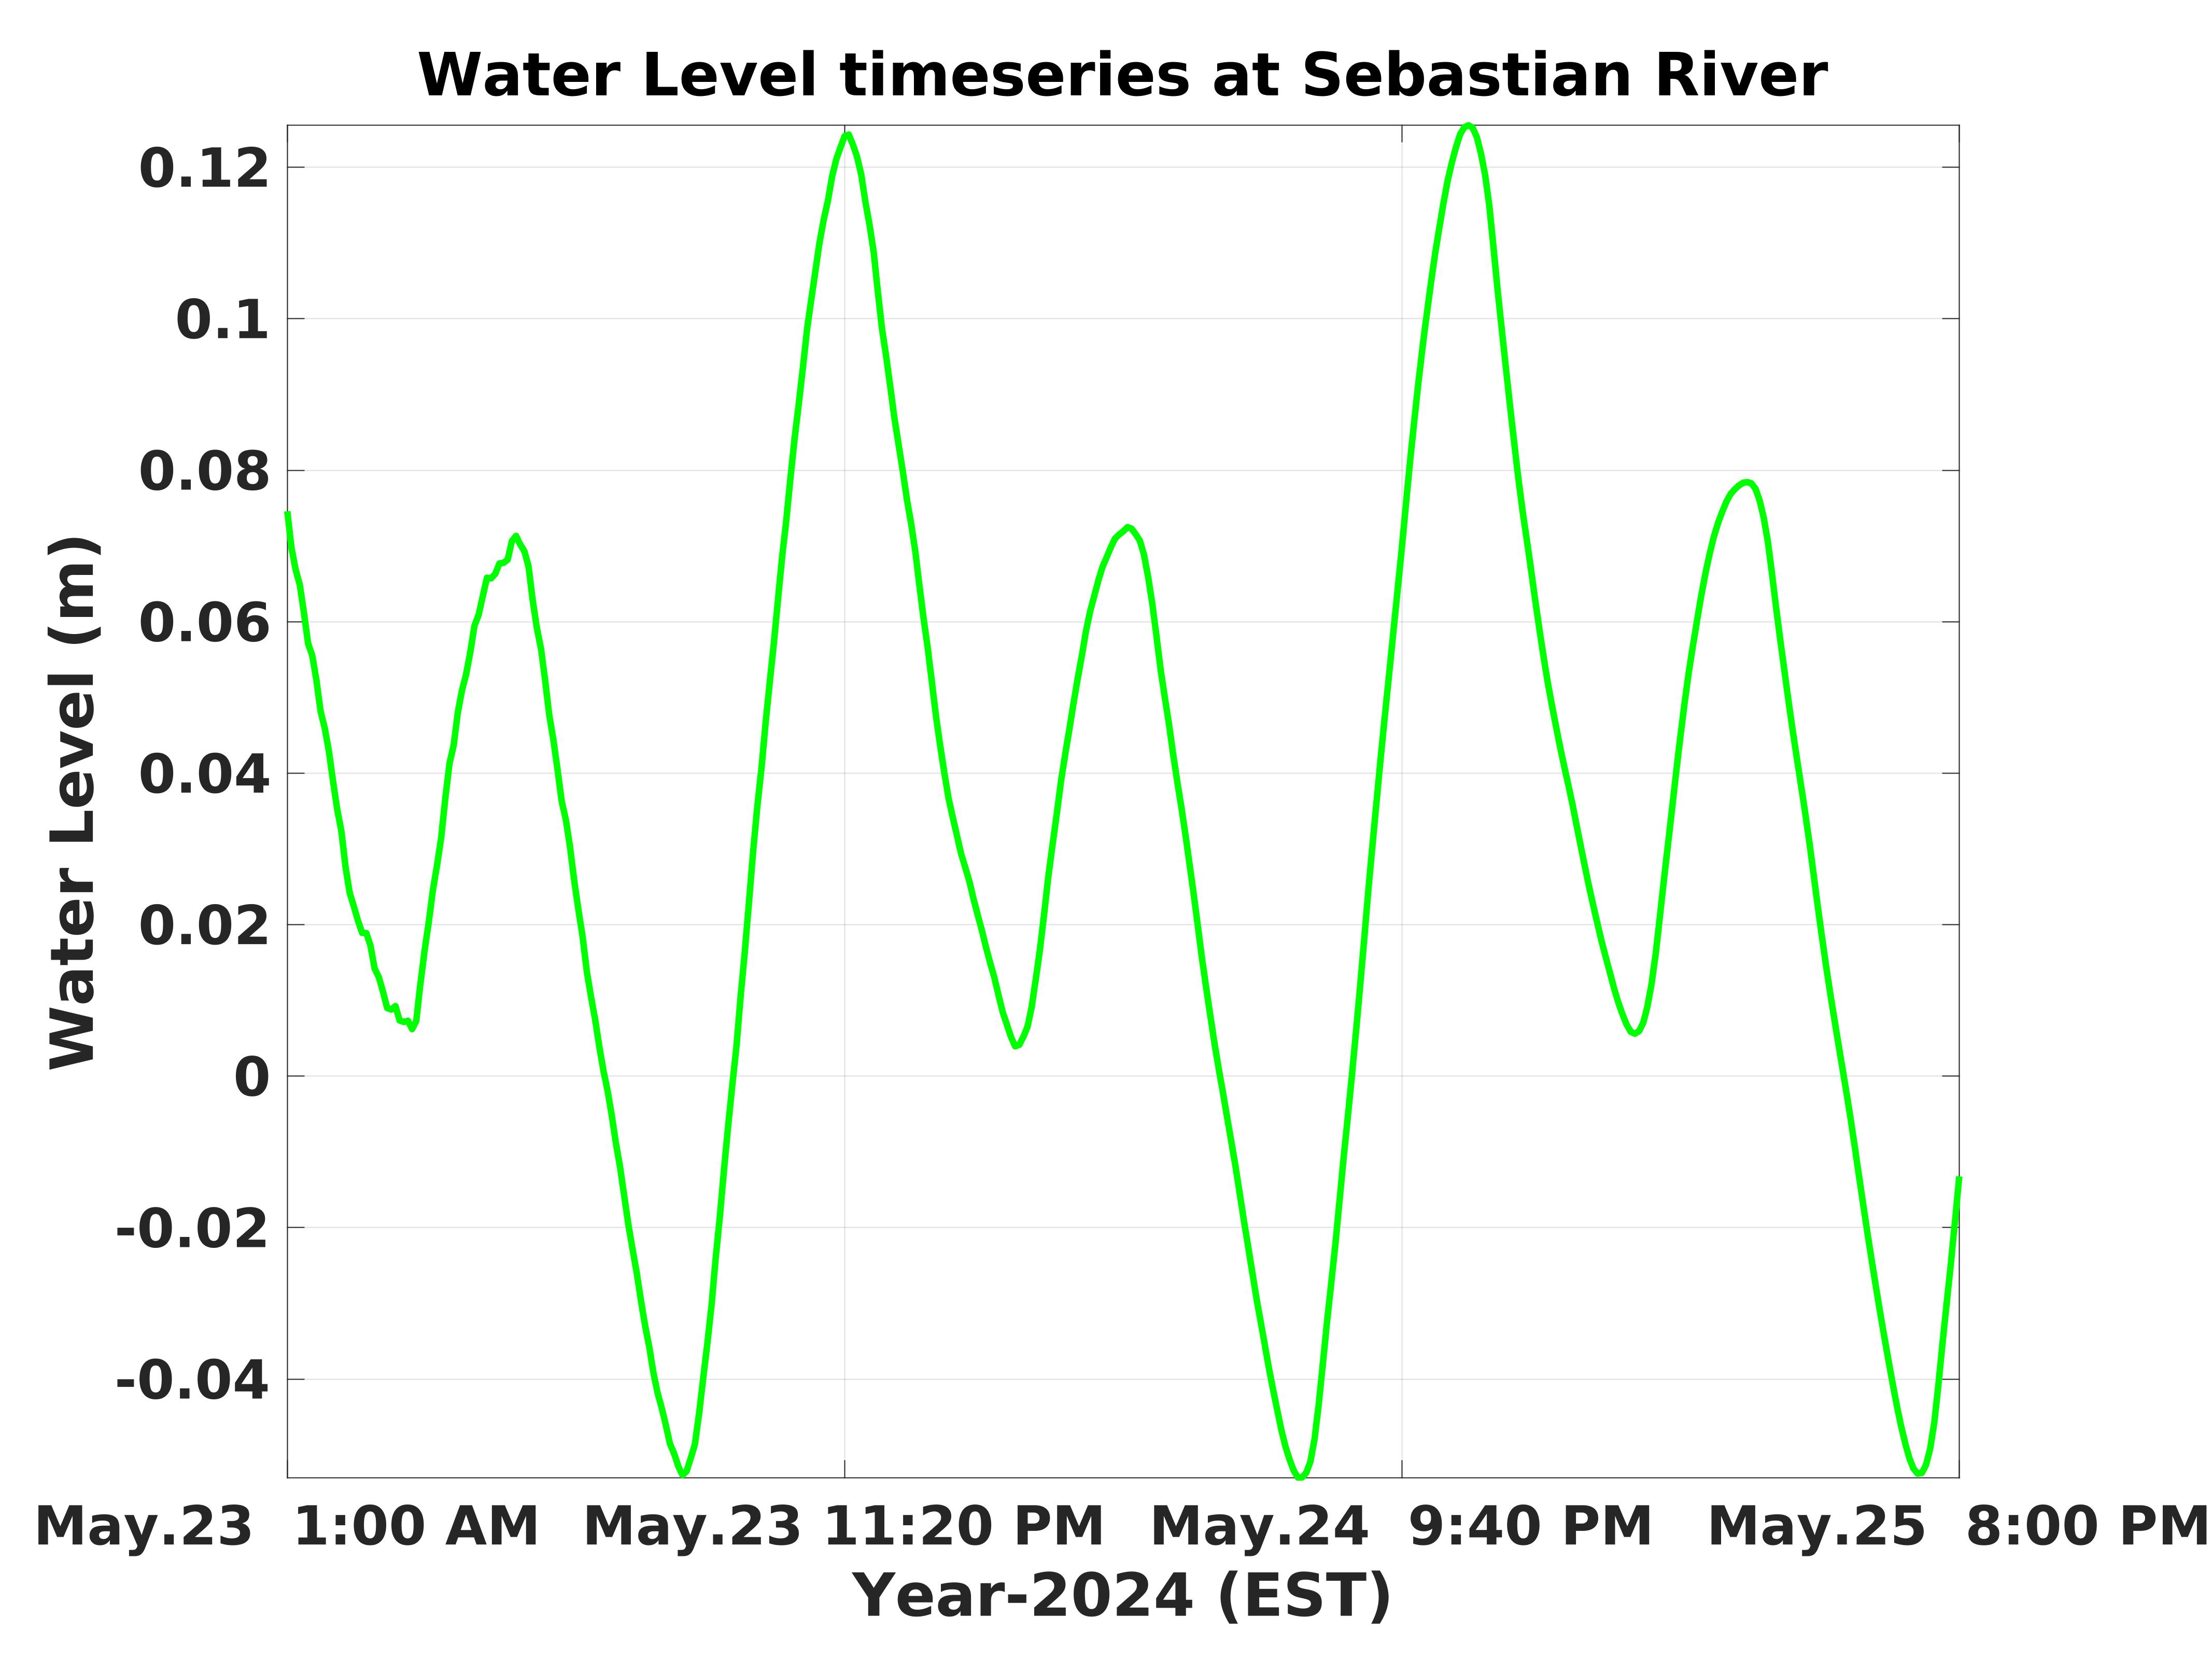 Water Level timeseries at Sebastian River
0.12
0.1
0.08
0.06
0.04
0.02
0
-0.02
-0.04
Water Level (m)
May.23 1:00 AM May.23 11:20 PM May.24 9:40 PM May.25 8:00 PM
Year-2024 (EST)